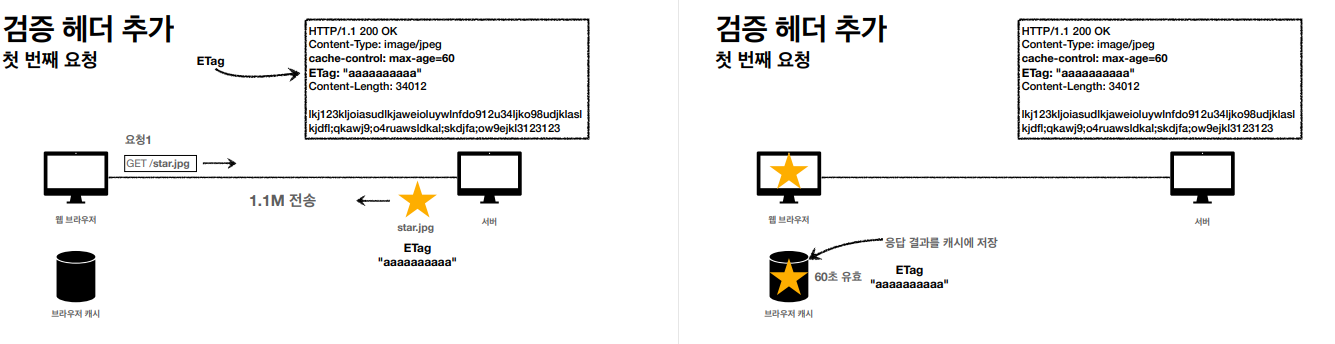 검증 헤더 추가
첫 번째 요청
ETag
HTTP/1.1 200 OK
Content-Type: image/jpeg
cache-control: max-age=60
ETag: "aaaaaaaaaa"
Content-Length: 34012
lkj123kljoiasudlkjaweioluywlnfdo912u34ljko98udjklasl
kjdfl;qkawj9;o4ruawsldkal;skdjfa;ow9ejkl3123123
요청1
GET /star.jpg
1.1M 전송
star.jpg
웹 브라우저
서버
ETag
"aaaaaaaaaa"
브라우저 캐시
검증 헤더 추가
첫 번째 요청
HTTP/1.1 200 OK
Content-Type: image/jpeg
cache-control: max-age=60
ETag: "aaaaaaaaaa"
Content-Length: 34012
lkj123kljoiasudlkjaweioluywlnfdo912u34ljko98udjklasl
kjdfl;qkawj9;o4ruawsldkal;skdjfa;ow9ejkl3123123
웹 브라우저
서버
응답 결과를 캐시에 저장
60초 유효
ETag
"aaaaaaaaaa"
브라우저 캐시